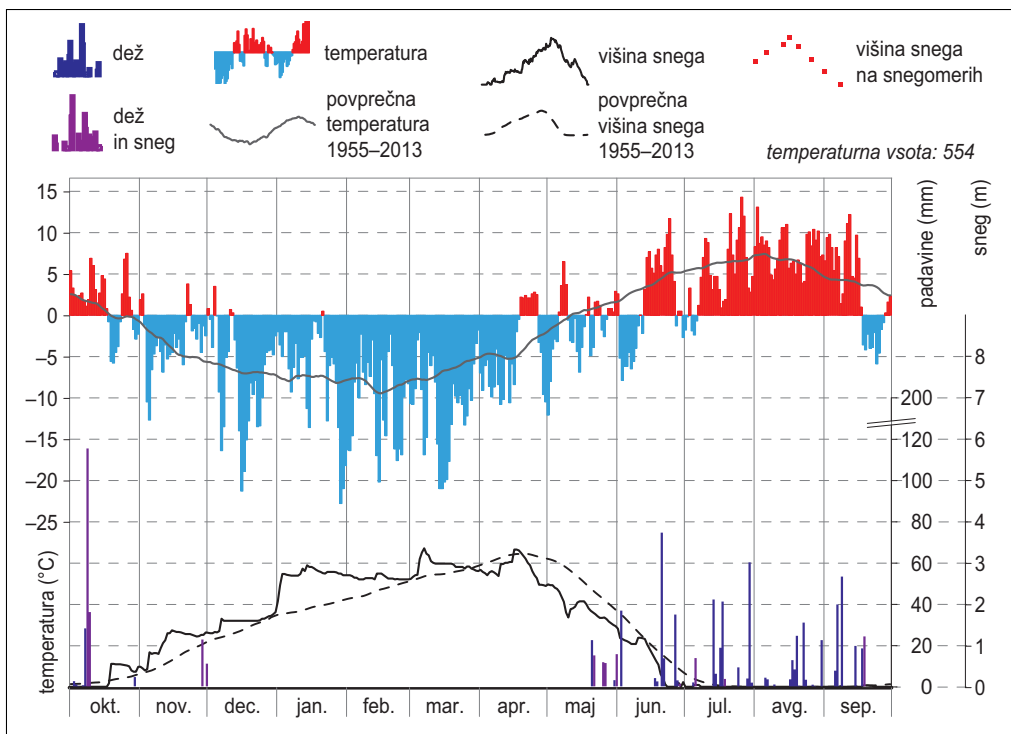 dež
temperatura
višina snega
višina snega
na snegomerih
dež
in sneg
povprečna
temperatura
1955–2013
povprečna
višina snega
1955–2013
temperaturna vsota: 554
15
10
5
0
–5
–10
–15
–20
–25
temperatura (°C)
padavine (mm)
200
120
100
60
40
20
0
sneg (m)
8
7
6
5
4
3
2
1
0
okt. nov. dec. jan. feb. mar. apr. maj jun. jul. avg. sep.